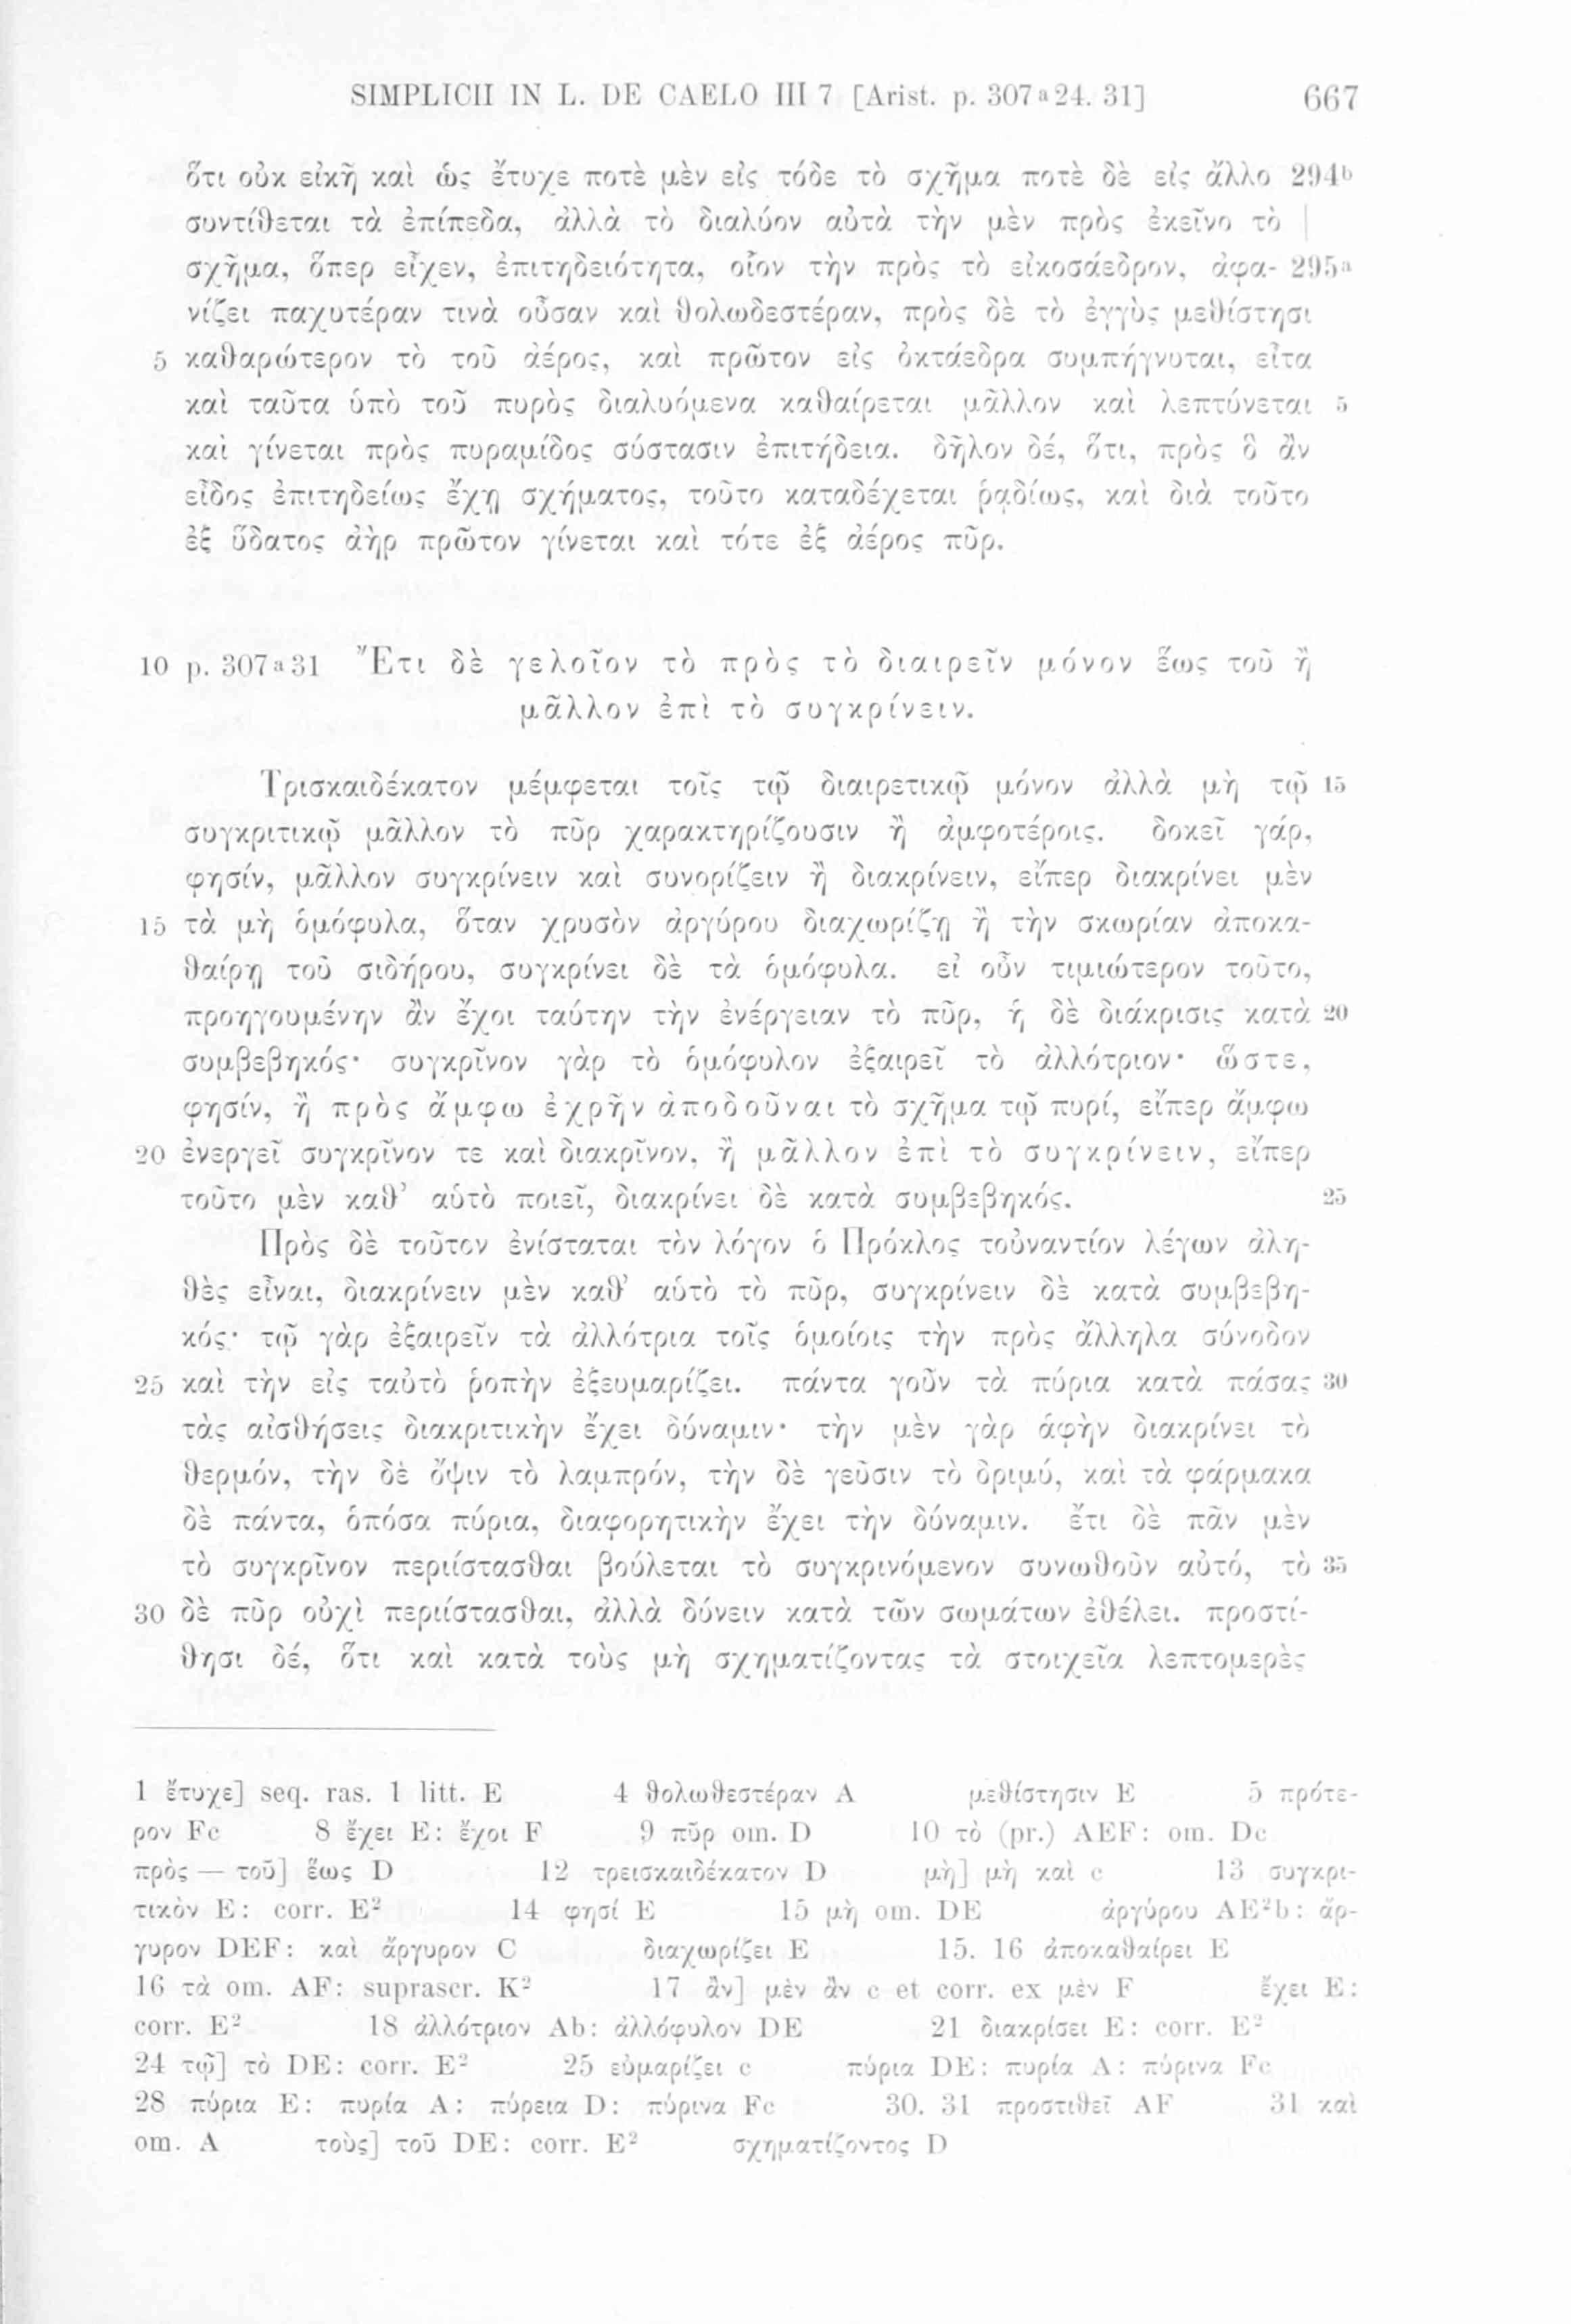 SIMPLICII IN L. DE CAELO III 7 [Arist. p. 307ᵃ24. 31] 667
ὅτι οὐκ εἰκῇ καὶ ὡς ἔτυχε ποτὲ μὲν εἰς τόδε τὸ σχῆμα ποτὲ δὲ εἰς ἄλλο 294ᵇ
συντίθεται τὰ ἐπίπεδα, ἀλλὰ τὸ διαλύον αὐτὰ τὴν μὲν πρὸς ἐκεῖνο τὸ |
σχῆμα, ὅπερ εἶχεν, ἐπιτηδειότητα, οἷον τὴν πρὸς τὸ εἰκοσάεδρον, ἀφα- 295ᵃ
νίζει παχυτέραν τινὰ οὖσαν καὶ θολωδεστέραν, πρὸς δὲ τὸ ἐγγὺς μεθίστησι
5 καθαρώτερον τὸ τοῦ ἀέρος, καὶ πρῶτον εἰς ὀκτάεδρα συμπήγνυται, εἶτα
καὶ ταῦτα ὑπὸ τοῦ πυρὸς διαλυόμενα καθαίρεται μᾶλλον καὶ λεπτύνεται 5
καὶ γίνεται πρὸς πυραμίδος σύστασιν ἐπιτήδεια. δῆλον δέ, ὅτι, πρὸς ὃ ἂν
εἶδος ἐπιτηδείως ἔχῃ σχήματος, τοῦτο καταδέχεται ῥᾳδίως, καὶ διὰ τοῦτο
ἐξ ὕδατος ἀὴρ πρῶτον γίνεται καὶ τότε ἐξ ἀέρος πῦρ.
10 p. 307ᵃ31 Ἔτι δὲ γελοῖον τὸ πρὸς τὸ διαιρεῖν μόνον ἕως τοῦ ἢ
μᾶλλον ἐπὶ τὸ συγκρίνειν.
Τρισκαιδέκατον μέμφεται τοῖς τῷ διαιρετικῷ μόνον ἀλλὰ μὴ τῷ 15
συγκριτικῷ μᾶλλον τὸ πῦρ χαρακτηρίζουσιν ἢ ἀμφοτέροις. δοκεῖ γάρ,
φησίν, μᾶλλον συγκρίνειν καὶ συνορίζειν ἢ διακρίνειν, εἴπερ διακρίνει μὲν
15 τὰ μὴ ὁμόφυλα, ὅταν χρυσὸν ἀργύρου διαχωρίζῃ ἢ τὴν σκωρίαν ἀποκα-
θαίρῃ τοῦ σιδήρου, συγκρίνει δὲ τὰ ὁμόφυλα. εἰ οὖν τιμιώτερον τοῦτο,
προηγουμένην ἂν ἔχοι ταύτην τὴν ἐνέργειαν τὸ πῦρ, ἡ δὲ διάκρισις κατὰ 20
συμβεβηκός· συγκρῖνον γὰρ τὸ ὁμόφυλον ἐξαιρεῖ τὸ ἀλλότριον· ὥστε,
φησίν, ἢ πρὸς ἄμφω ἐχρῆν ἀποδοῦναι τὸ σχῆμα τῷ πυρί, εἴπερ ἄμφω
20 ἐνεργεῖ συγκρῖνον τε καὶ διακρῖνον, ἢ μᾶλλον ἐπὶ τὸ συγκρίνειν, εἴπερ
τοῦτο μὲν καθ' αὑτὸ ποιεῖ, διακρίνει δὲ κατὰ συμβεβηκός. 25
Πρὸς δὲ τοῦτον ἐνίσταται τὸν λόγον ὁ Πρόκλος τοὐναντίον λέγων ἀλη-
θὲς εἶναι, διακρίνειν μὲν καθ' αὑτὸ τὸ πῦρ, συγκρίνειν δὲ κατὰ συμβεβη-
κός· τῷ γὰρ ἐξαιρεῖν τὰ ἀλλότρια τοῖς ὁμοίοις τὴν πρὸς ἄλληλα σύνοδον
25 καὶ τὴν εἰς ταὐτὸ ῥοπὴν ἐξευμαρίζει. πάντα γοῦν τὰ πύρια κατὰ πάσας 30
τὰς αἰσθήσεις διακριτικὴν ἔχει δύναμιν· τὴν μὲν γὰρ ἁφὴν διακρίνει τὸ
θερμόν, τὴν δὲ ὄψιν τὸ λαμπρόν, τὴν δὲ γεῦσιν τὸ δριμύ, καὶ τὰ φάρμακα
δὲ πάντα, ὁπόσα πύρια, διαφορητικὴν ἔχει τὴν δύναμιν. ἔτι δὲ πᾶν μὲν
τὸ συγκρῖνον περιίστασθαι βούλεται τὸ συγκρινόμενον συνωθοῦν αὐτό, τὸ 35
30 δὲ πῦρ οὐχὶ περιίστασθαι, ἀλλὰ δύνειν κατὰ τῶν σωμάτων ἐθέλει. προστί-
θησι δέ, ὅτι καὶ κατὰ τοὺς μὴ σχηματίζοντας τὰ στοιχεῖα λεπτομερὲς
1 ἔτυχε] seq. ras. 1 litt. E 4 θολωθεστέραν A μεθίστησιν E 5 πρότε-
ρον Fc 8 ἔχει E: ἔχοι F 9 πῦρ om. D 10 τὸ (pr.) AEF: om. Dc
πρὸς — τοῦ] ἕως D 12 τρεισκαιδέκατον D μὴ] μὴ καὶ c 13 συγκρι-
τικὸν E: corr. E² 14 φησί E 15 μὴ om. DE ἀργύρου AE²b: ἄρ-
γυρον DEF: καὶ ἄργυρον C διαχωρίζει E 15. 16 ἀποκαθαίρει E
16 τὰ om. AF: suprascr. K² 17 ἂν] μὲν ἂν c et corr. ex μὲν F ἔχει E:
corr. E² 18 ἀλλότριον Ab: ἀλλόφυλον DE 21 διακρίσει E: corr. E²
24 τῷ] τὸ DE: corr. E² 25 εὐμαρίζει c πύρια DE: πυρία A: πύρινα Fc
28 πύρια E: πυρία A: πύρεια D: πύρινα Fc 30. 31 προστιθεῖ AF 31 καὶ
om. A τοὺς] τοῦ DE: corr. E² σχηματίζοντος D